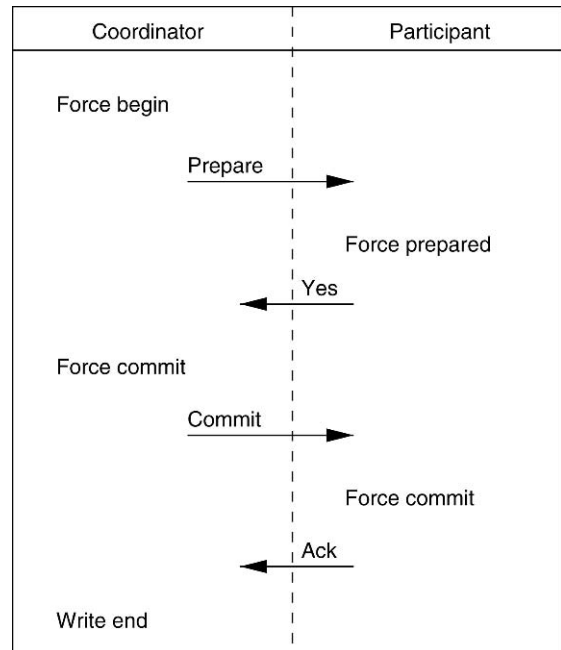 Coordinator Participant
Force begin
Prepare
Force prepared
Yes
Force commit
Commit
Force commit
Ack
Write end